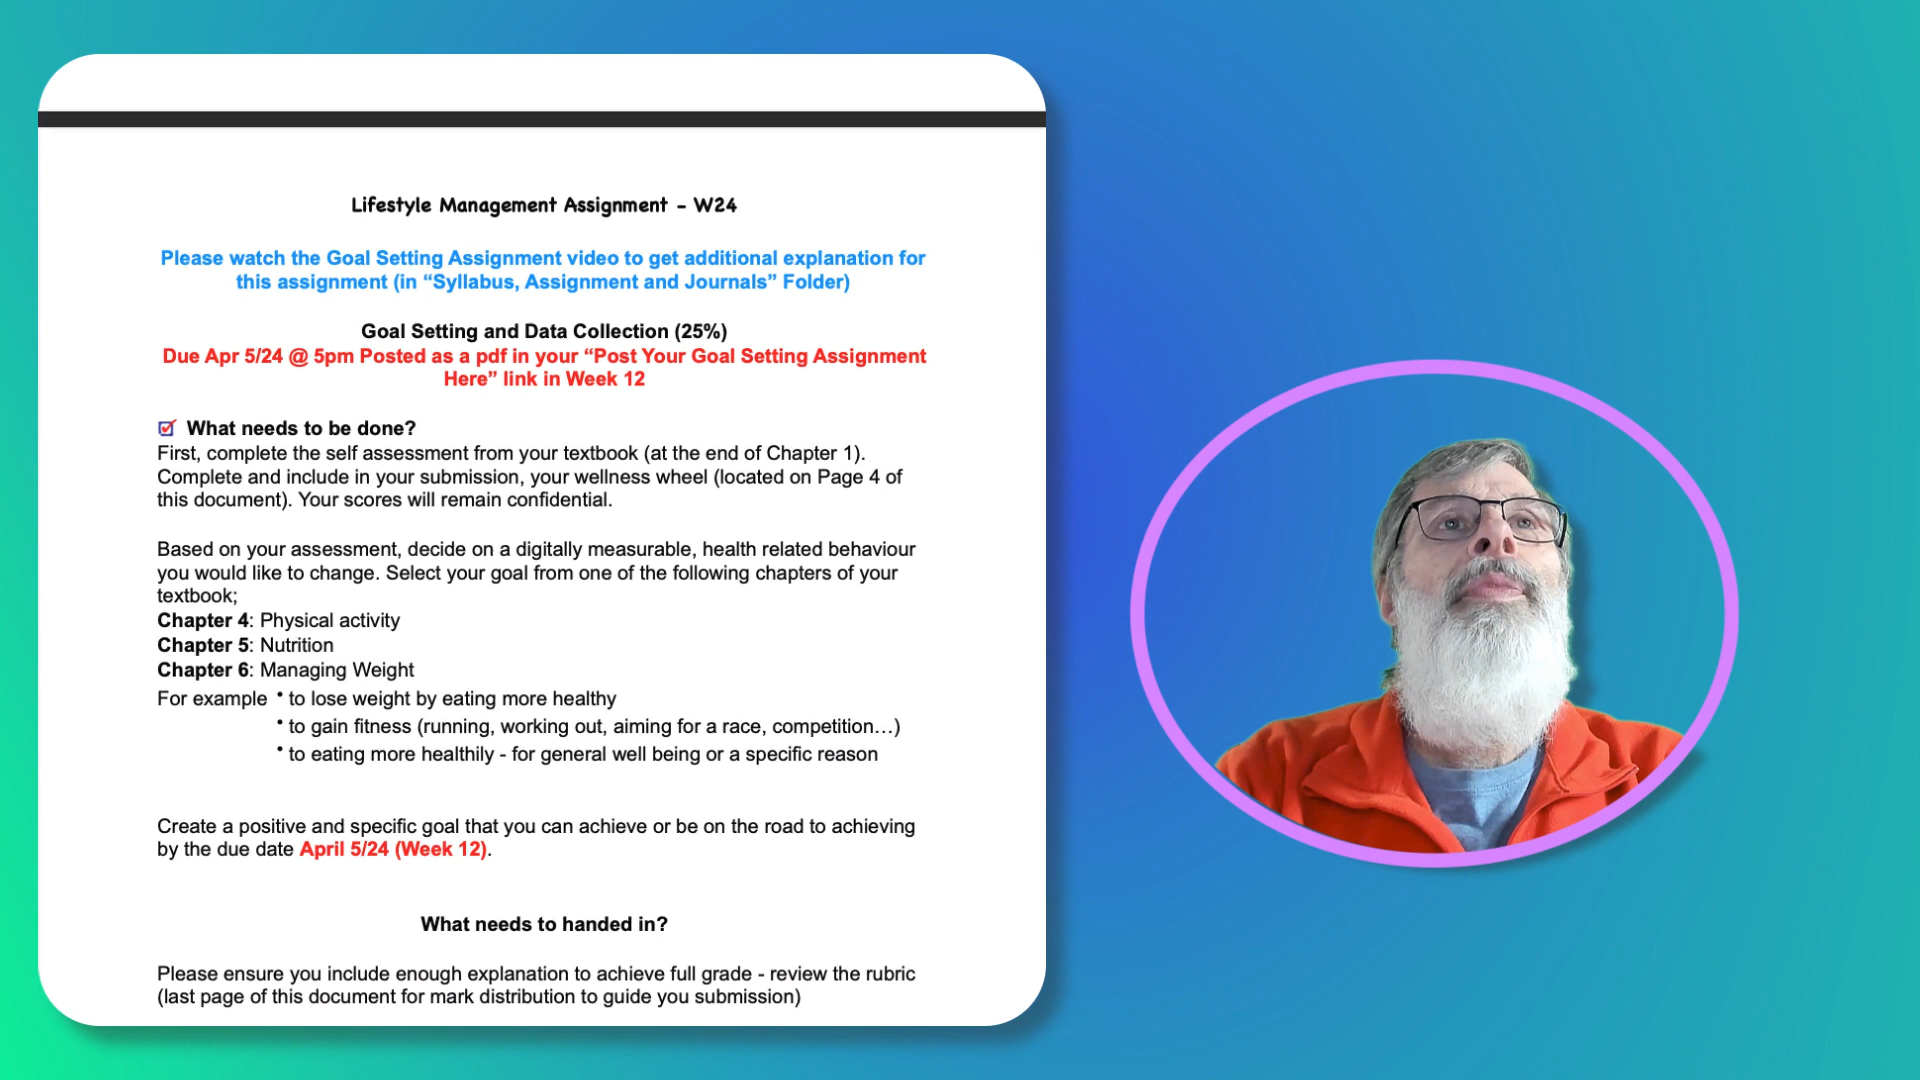 Lifestyle Management Assignment - W24
Please watch the Goal Setting Assignment video to get additional explanation for
this assignment (in “Syllabus, Assignment and Journals” Folder)
Goal Setting and Data Collection (25%)
Due Apr 5/24 @ 5pm Posted as a pdf in your “Post Your Goal Setting Assignment
Here” link in Week 12
What needs to be done?
First, complete the self assessment from your textbook (at the end of Chapter 1).
Complete and include in your submission, your wellness wheel (located on Page 4 of
this document). Your scores will remain confidential.
Based on your assessment, decide on a digitally measurable, health related behaviour
you would like to change. Select your goal from one of the following chapters of your
textbook;
Chapter 4: Physical activity
Chapter 5: Nutrition
Chapter 6: Managing Weight
For example • to lose weight by eating more healthy
• to gain fitness (running, working out, aiming for a race, competition…)
• to eating more healthily - for general well being or a specific reason
Create a positive and specific goal that you can achieve or be on the road to achieving
by the due date April 5/24 (Week 12).
What needs to handed in?
Please ensure you include enough explanation to achieve full grade - review the rubric
(last page of this document for mark distribution to guide you submission)